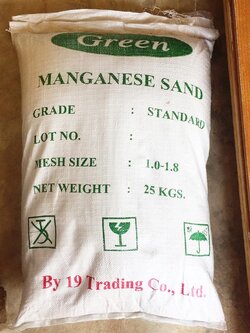 Green
MANGANESE SAND
GRADE : STANDARD
LOT NO. :
MESH SIZE : 1.0-1.8
NET WEIGHT : 25 KGS.
By 19 Trading Co., Ltd.